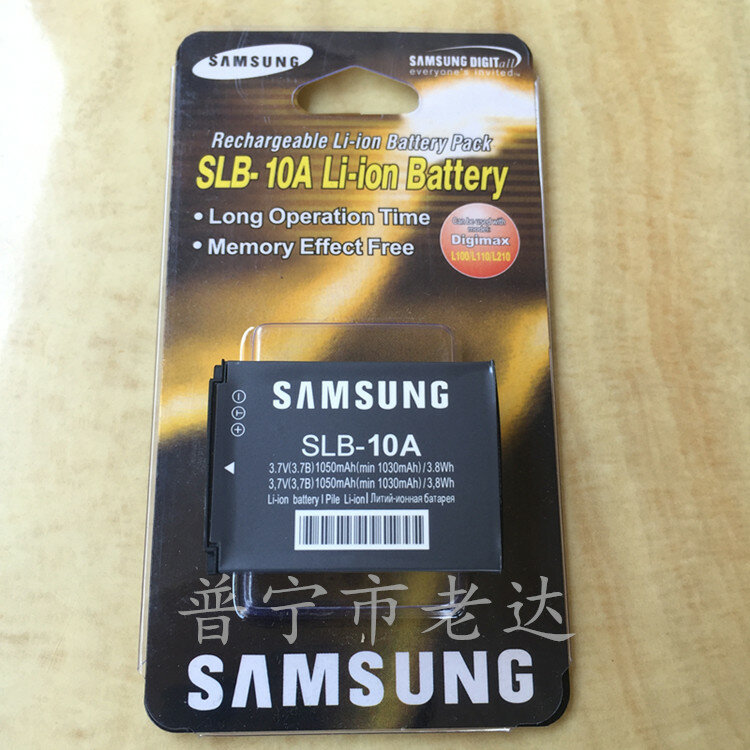 SAMSUNG
SAMSUNG DIGITall
everyone's invited™
Rechargeable Li-ion Battery Pack
SLB-10A Li-ion Battery
• Long Operation Time
• Memory Effect Free
Can be used with
model:
Digimax
L100/L110/L210
SAMSUNG
SLB-10A
3.7V(3.7B)1050mAh(min 1030mAh)/3.8Wh
3,7V(3,7B)1050mAh(min 1030mAh)/3,8Wh
Li-ion battery | Pile Li-ion | Литий-ионная батарея
−
T
+
普宁市老达
SAMSUNG